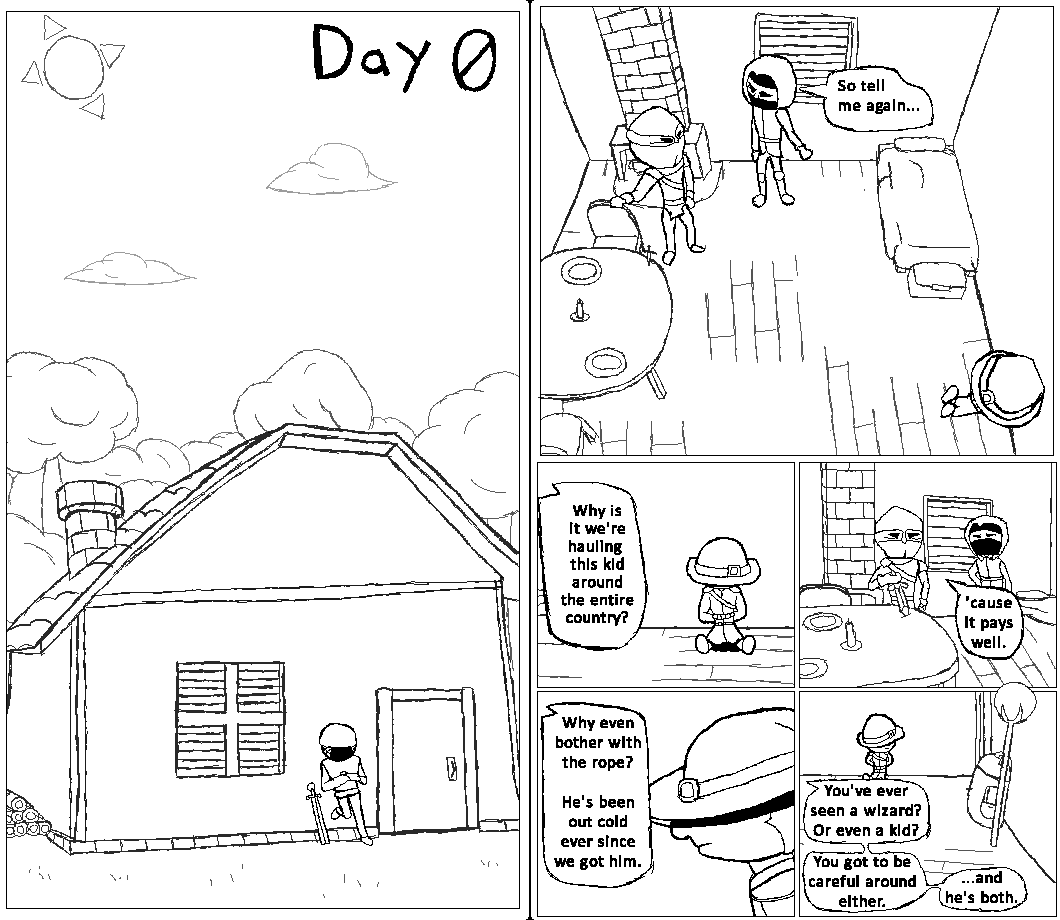 Day 0
So tell
me again...
Why is
it we're
hauling
this kid
around
the entire
country?
'cause
it pays
well.
Why even
bother with
the rope?
He's been
out cold
ever since
we got him.
You've ever
seen a wizard?
Or even a kid?
You got to be
careful around
either.
...and
he's both.